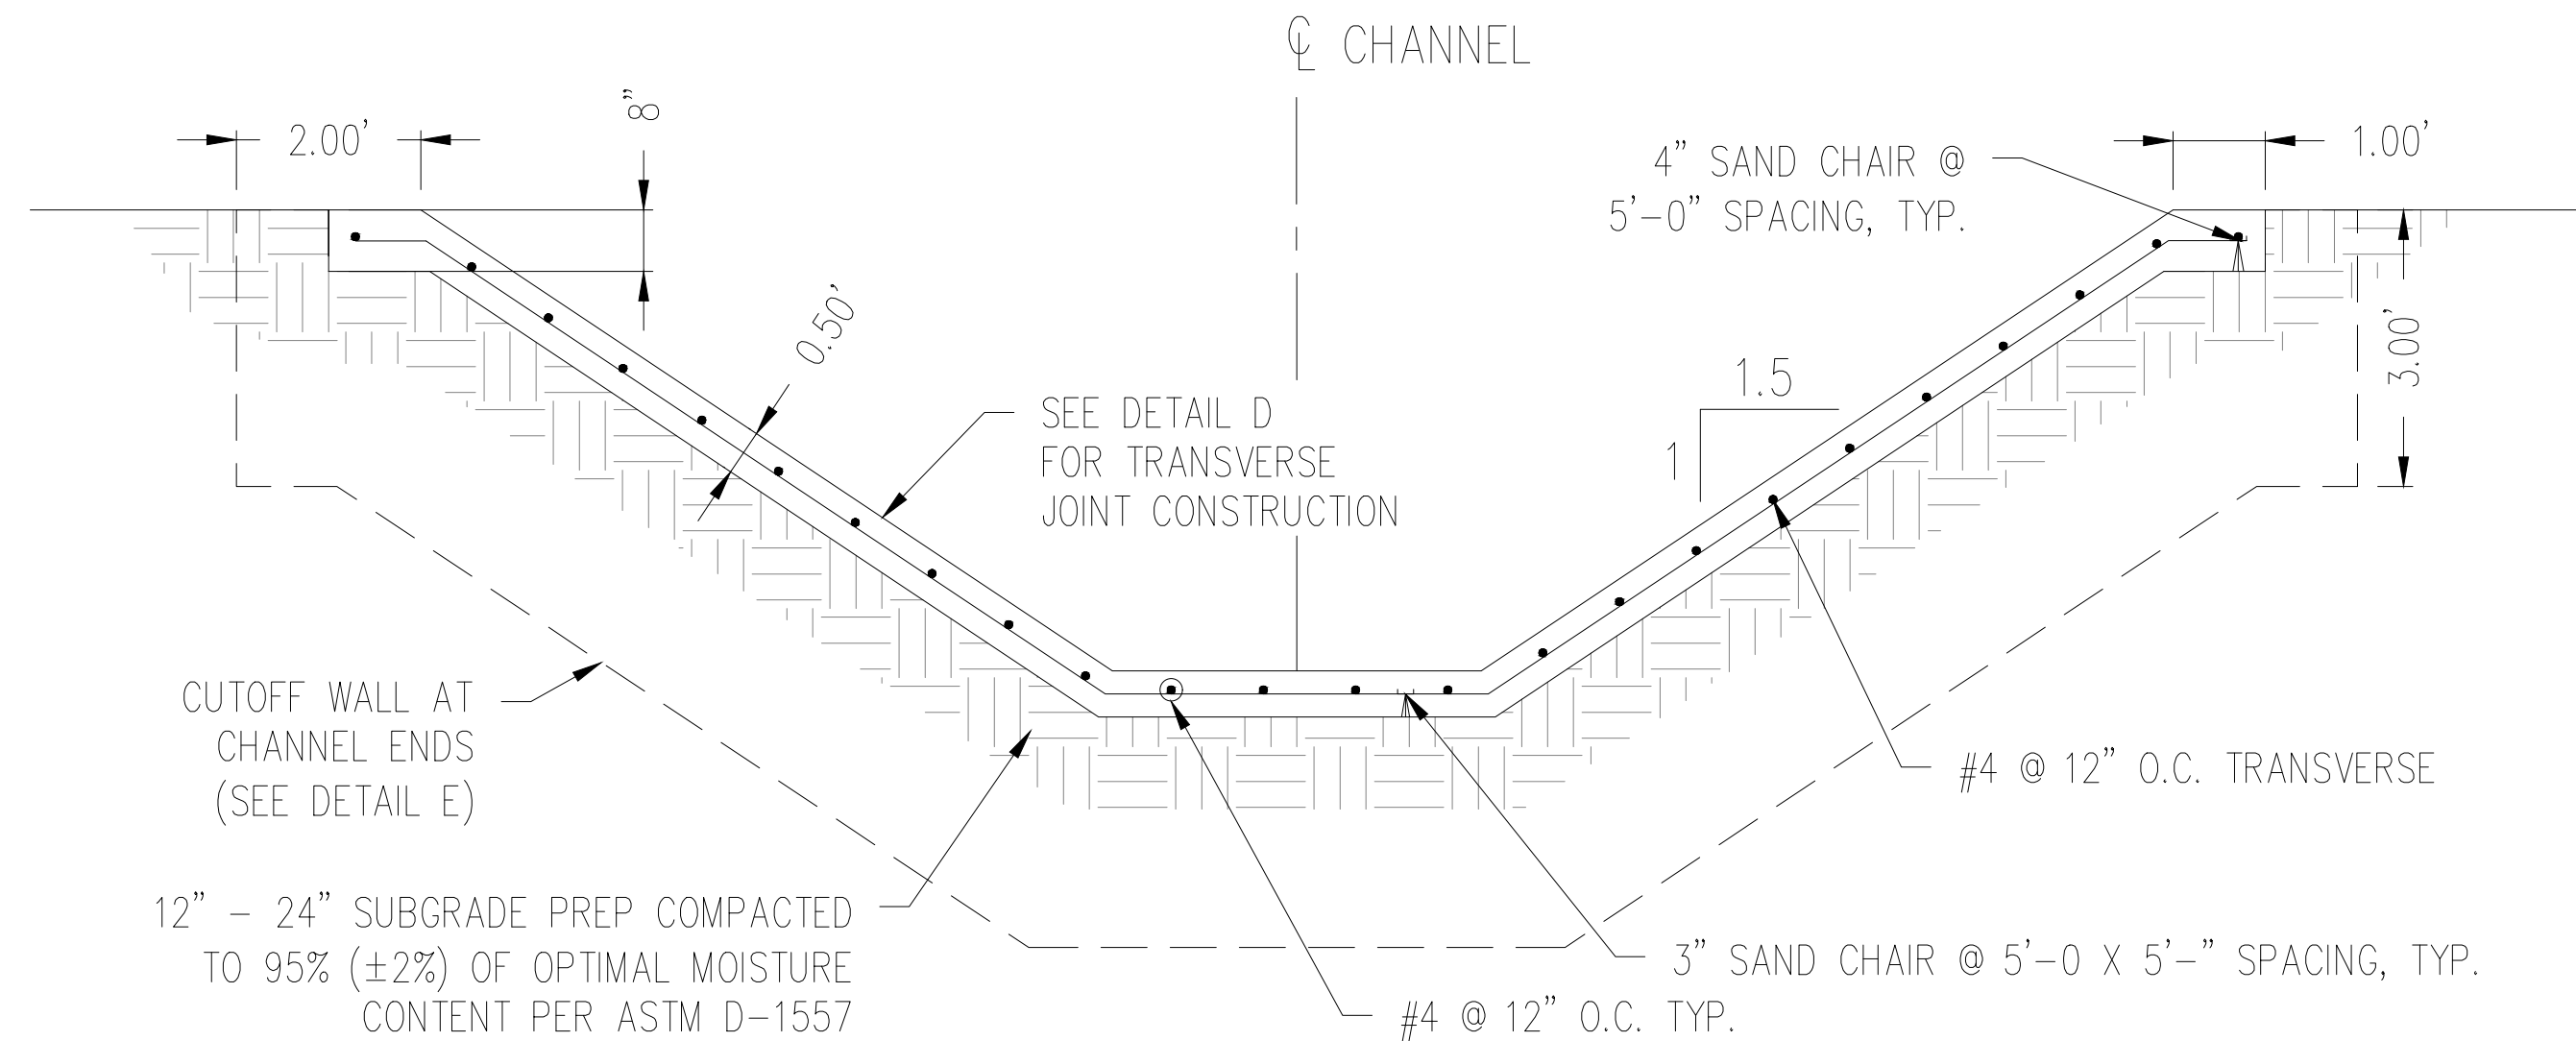 ℄ CHANNEL
8"
2.00'
1.00'
4" SAND CHAIR @
5'-0" SPACING, TYP.
0.50'
3.00'
1.5
1
SEE DETAIL D
FOR TRANSVERSE
JOINT CONSTRUCTION
CUTOFF WALL AT
CHANNEL ENDS
(SEE DETAIL E)
#4 @ 12" O.C. TRANSVERSE
12" - 24" SUBGRADE PREP COMPACTED
TO 95% (±2%) OF OPTIMAL MOISTURE
CONTENT PER ASTM D-1557
3" SAND CHAIR @ 5'-0 X 5'-" SPACING, TYP.
#4 @ 12" O.C. TYP.